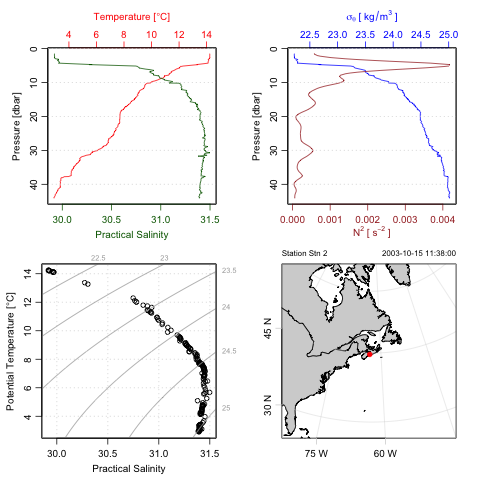 Temperature [°C]
4 6 8 10 12 14
0
10
20
30
40
Pressure [dbar]
30.0 30.5 31.0 31.5
Practical Salinity
σ₀ [ kg/m³ ]
22.5 23.0 23.5 24.0 24.5 25.0
0
10
20
30
40
Pressure [dbar]
0.000 0.001 0.002 0.003 0.004
N² [ s⁻² ]
22.5 23 23.5
24
24.5
25
14
12
10
8
6
4
Potential Temperature [°C]
30.0 30.5 31.0 31.5
Practical Salinity
Station Stn 2 2003-10-15 11:38:00
45 N
30 N
75 W 60 W